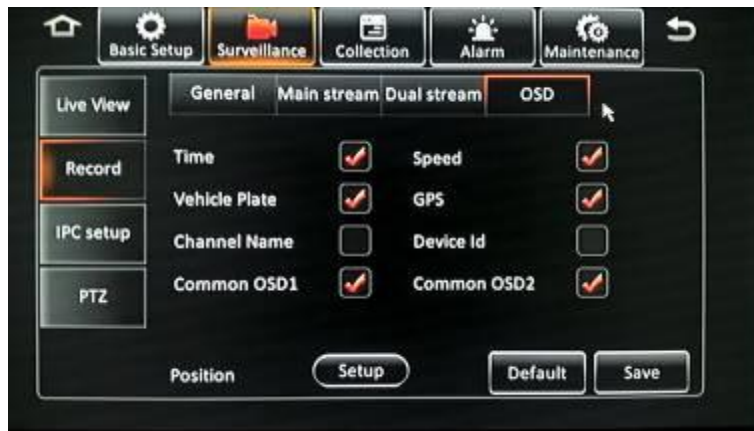 Basic Setup Surveillance Collection Alarm Maintenance
General Main stream Dual stream OSD
Live View
Record
IPC setup
PTZ
Time Speed
Vehicle Plate GPS
Channel Name Device Id
Common OSD1 Common OSD2
Position Setup Default Save